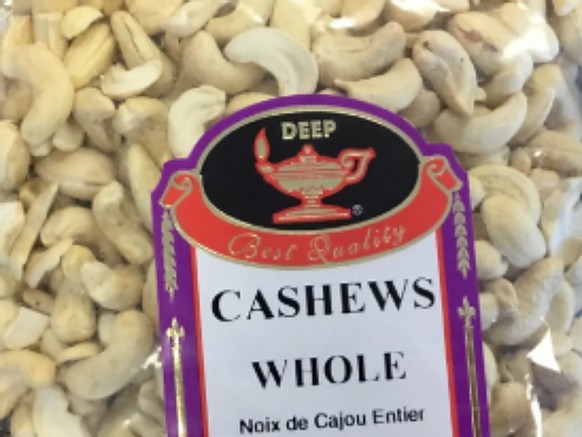 DEEP
®
Best Quality
CASHEWS
WHOLE
Noix de Cajou Entier